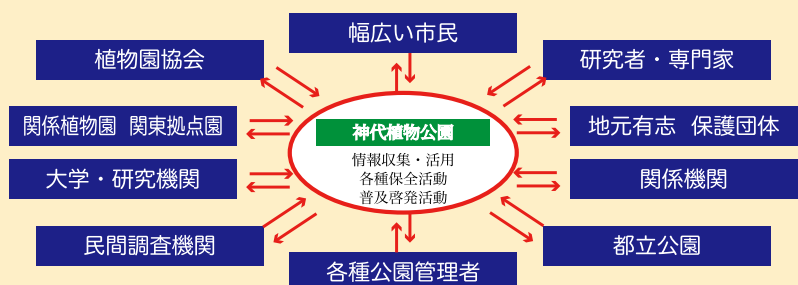 幅広い市民
植物園協会
研究者・専門家
関係植物園 関東拠点園
神代植物公園
地元有志 保護団体
情報収集・活用
各種保全活動
普及啓発活動
大学・研究機関
関係機関
民間調査機関
都立公園
各種公園管理者